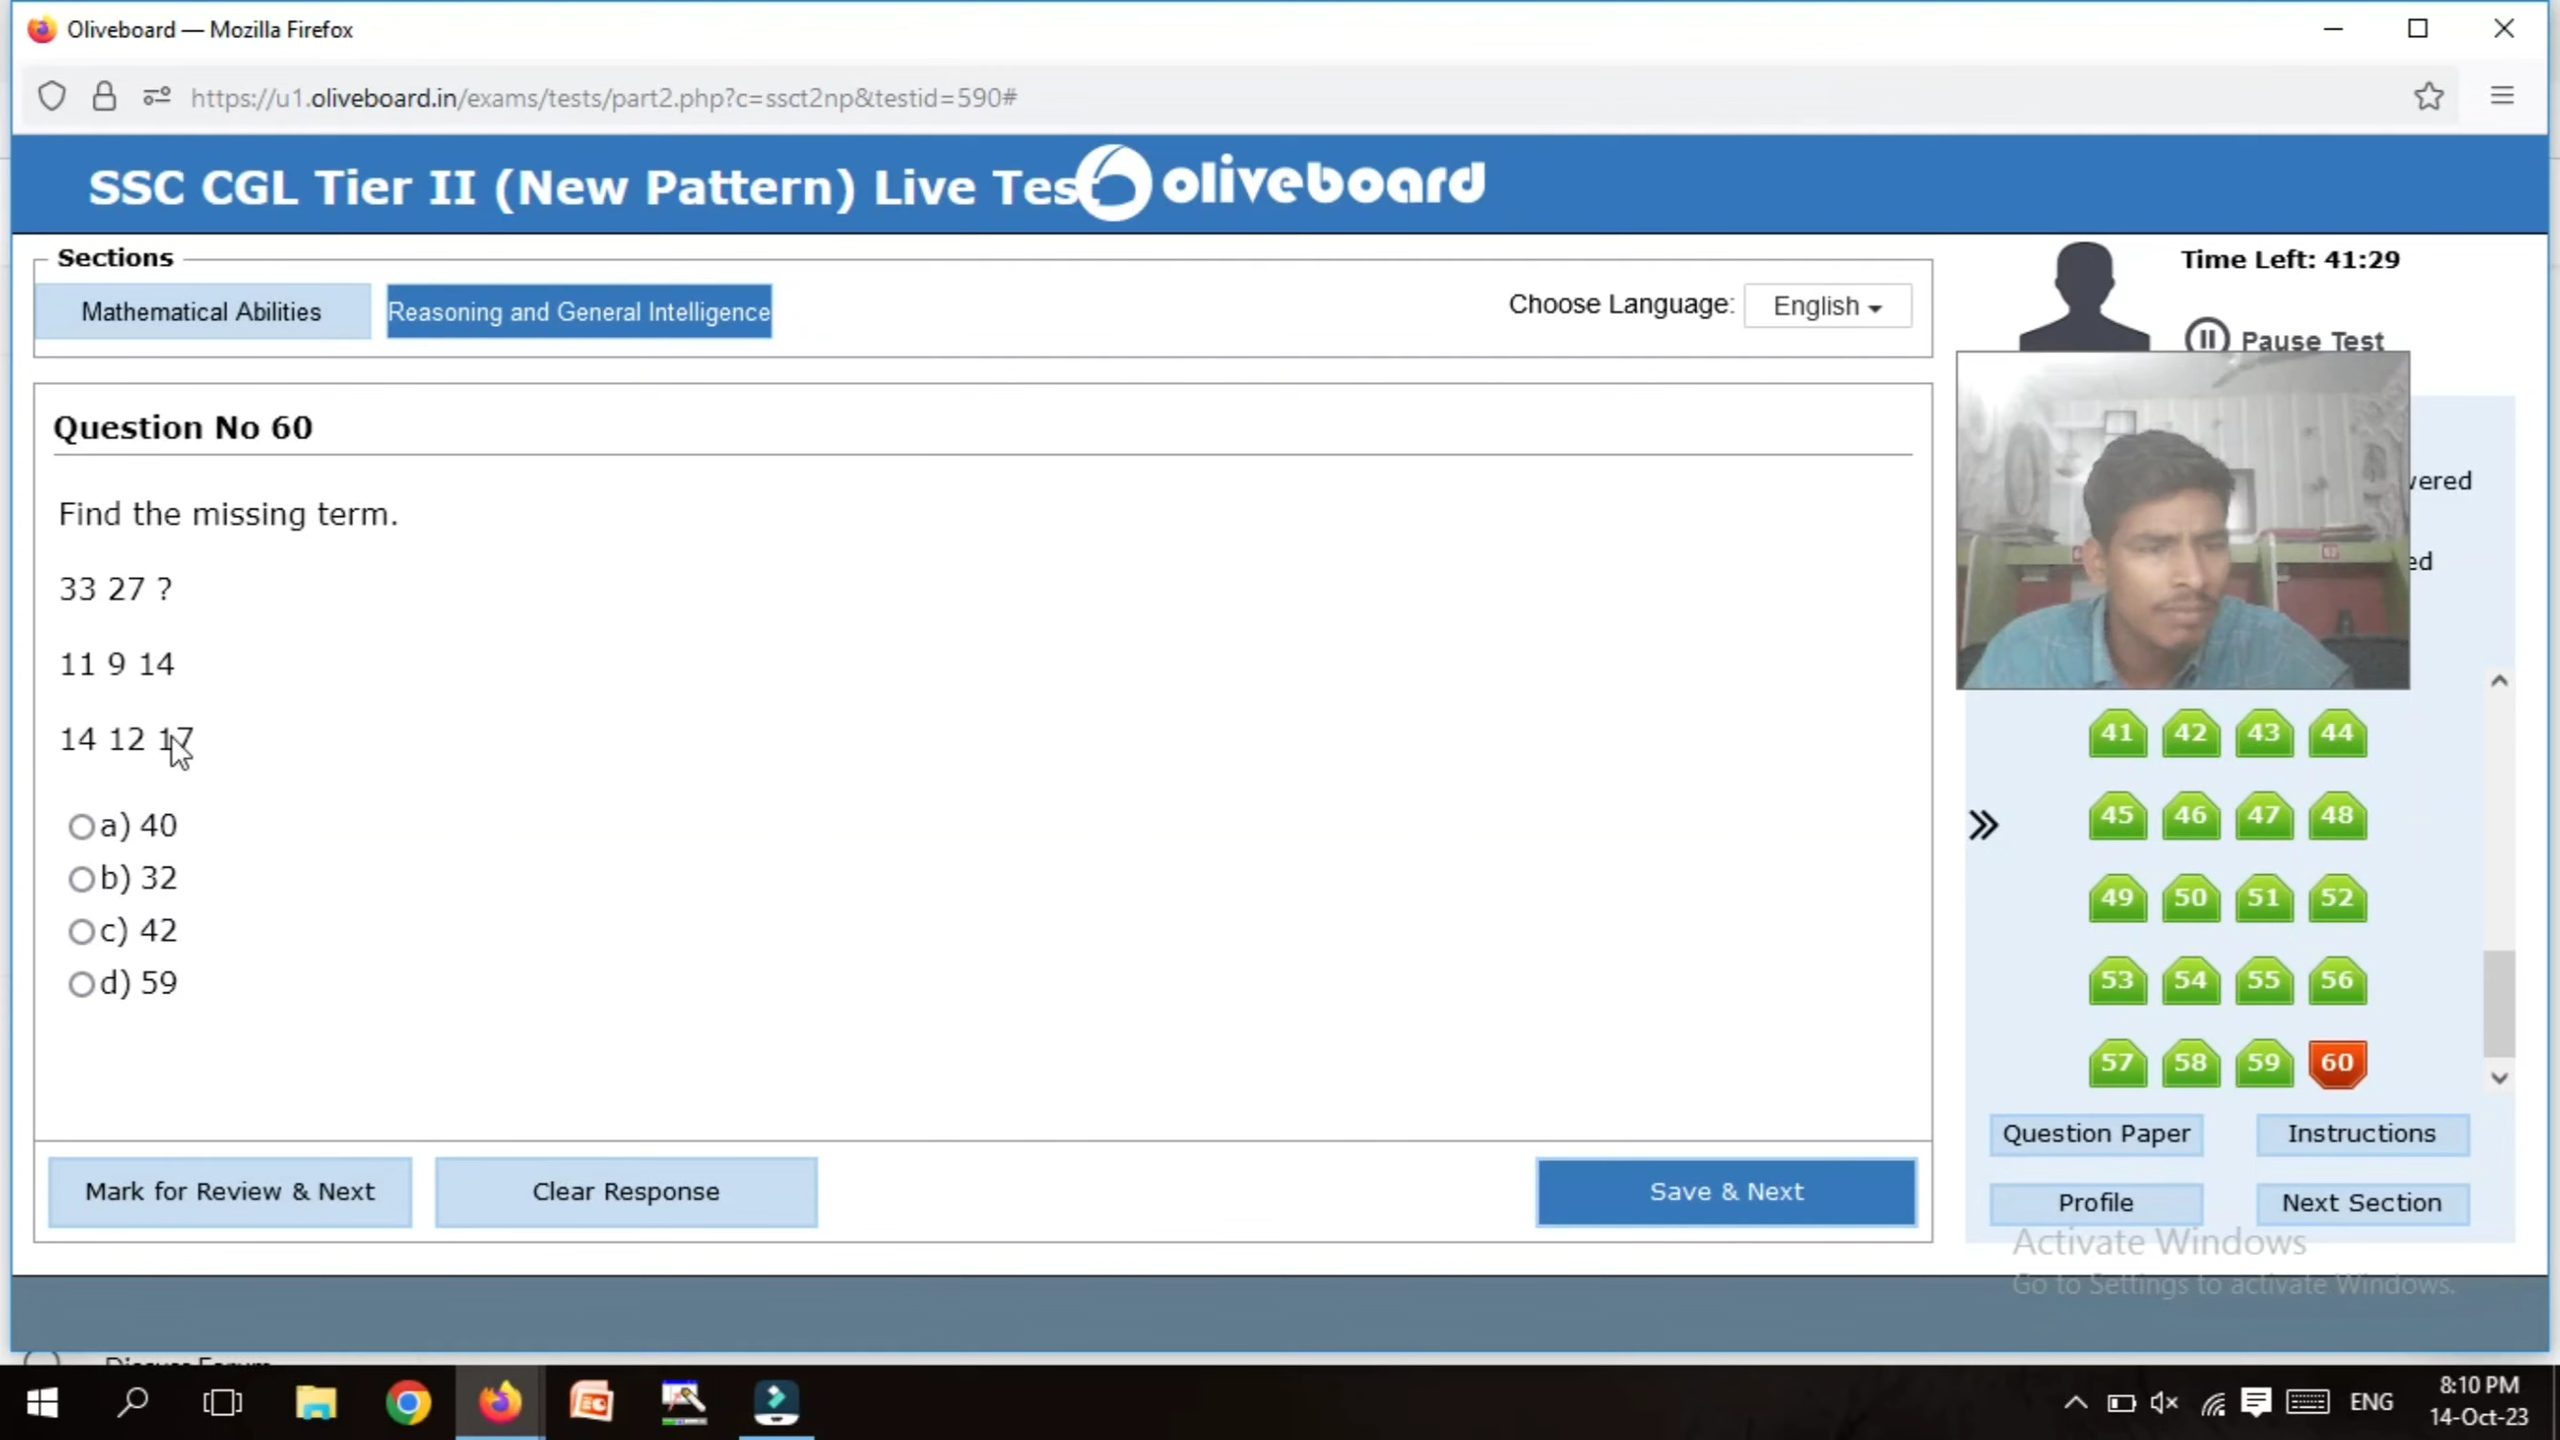 Oliveboard — Mozilla Firefox
https://u1.oliveboard.in/exams/tests/part2.php?c=ssct2np&testid=590#
SSC CGL Tier II (New Pattern) Live Tes
oliveboard
Sections
Mathematical Abilities
Reasoning and General Intelligence
Choose Language:
English
Time Left: 41:29
Pause Test
Question No 60
Find the missing term.
33 27 ?
11 9 14
14 12 17
a) 40
b) 32
c) 42
d) 59
41 42 43 44
45 46 47 48
49 50 51 52
53 54 55 56
57 58 59 60
Question Paper
Instructions
Profile
Next Section
Mark for Review & Next
Clear Response
Save & Next
Activate Windows
Go to Settings to activate Windows.
ENG
8:10 PM
14-Oct-23